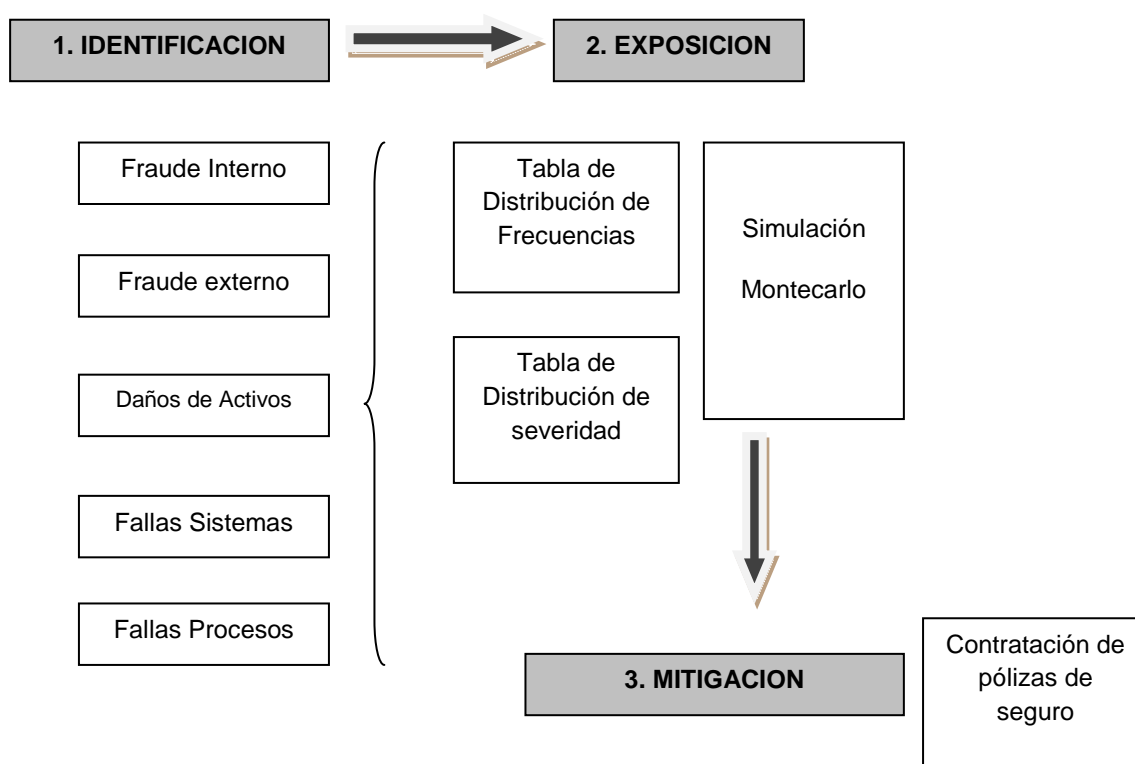 1. IDENTIFICACION
2. EXPOSICION
Fraude Interno
Fraude externo
Daños de Activos
Fallas Sistemas
Fallas Procesos
Tabla de
Distribución de
Frecuencias
Tabla de
Distribución de
severidad
Simulación
Montecarlo
3. MITIGACION
Contratación de
pólizas de
seguro